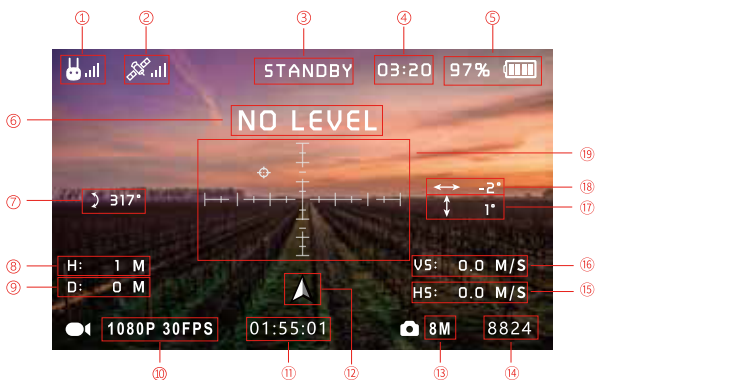 ① ② ③ ④ ⑤
STANDBY 03:20 97%
⑥ NO LEVEL
⑲
⑱ -2°
⑦ 317°
⑰ 1°
⑧ H: 1 M
VS: 0.0 M/S ⑯
⑨ D: 0 M
HS: 0.0 M/S ⑮
1080P 30FPS 01:55:01 8M 8824
⑩ ⑪ ⑫ ⑬ ⑭